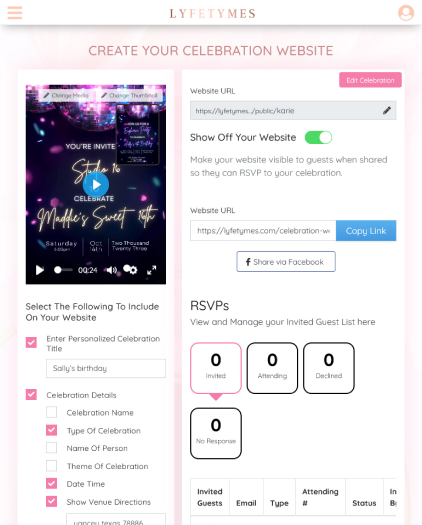 LYFETYMES
CREATE YOUR CELEBRATION WEBSITE
Change Media
Change Thumbnail
YOU'RE INVITE
Studio 16
CELEBRATE
Maddie's Sweet 16th
Saturday
Oct
14th
Two Thousand
Twenty Three
00:24
Select The Following To Include
On Your Website
Enter Personalized Celebration
Title
Sally's birthday
Celebration Details
Celebration Name
Type Of Celebration
Name Of Person
Theme Of Celebration
Date Time
Show Venue Directions
yancey texas 78886
Edit Celebration
Website URL
https://lyfetymes.../public/karie
Show Off Your Website
Make your website visible to guests when shared
so they can RSVP to your celebration.
Website URL
https://lyfetymes.com/celebration-w
Copy Link
f Share via Facebook
RSVPs
View and Manage your Invited Guest List here
0
Invited
0
Attending
0
Declined
0
No Response
Invited
Guests
Email
Type
Attending
#
Status
In
B